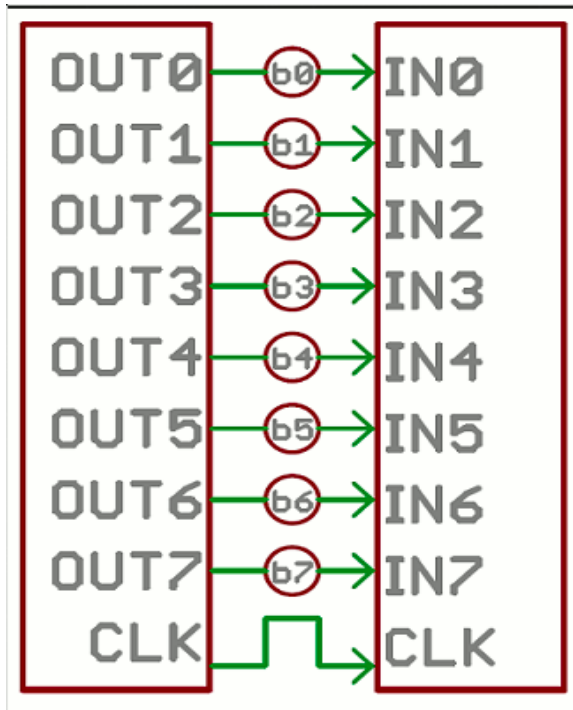 OUT0 b0 IN0
OUT1 b1 IN1
OUT2 b2 IN2
OUT3 b3 IN3
OUT4 b4 IN4
OUT5 b5 IN5
OUT6 b6 IN6
OUT7 b7 IN7
CLK CLK